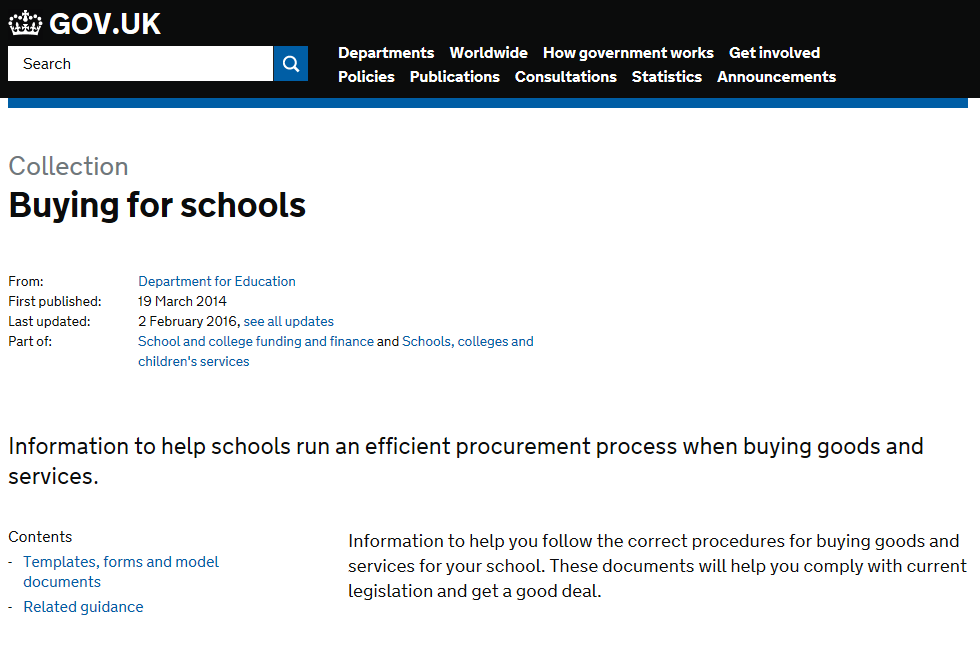 GOV.UK
Search
Departments Worldwide How government works Get involved
Policies Publications Consultations Statistics Announcements
Collection
Buying for schools
From: Department for Education
First published: 19 March 2014
Last updated: 2 February 2016, see all updates
Part of: School and college funding and finance and Schools, colleges and
children's services
Information to help schools run an efficient procurement process when buying goods and
services.
Contents
- Templates, forms and model
documents
- Related guidance
Information to help you follow the correct procedures for buying goods and
services for your school. These documents will help you comply with current
legislation and get a good deal.